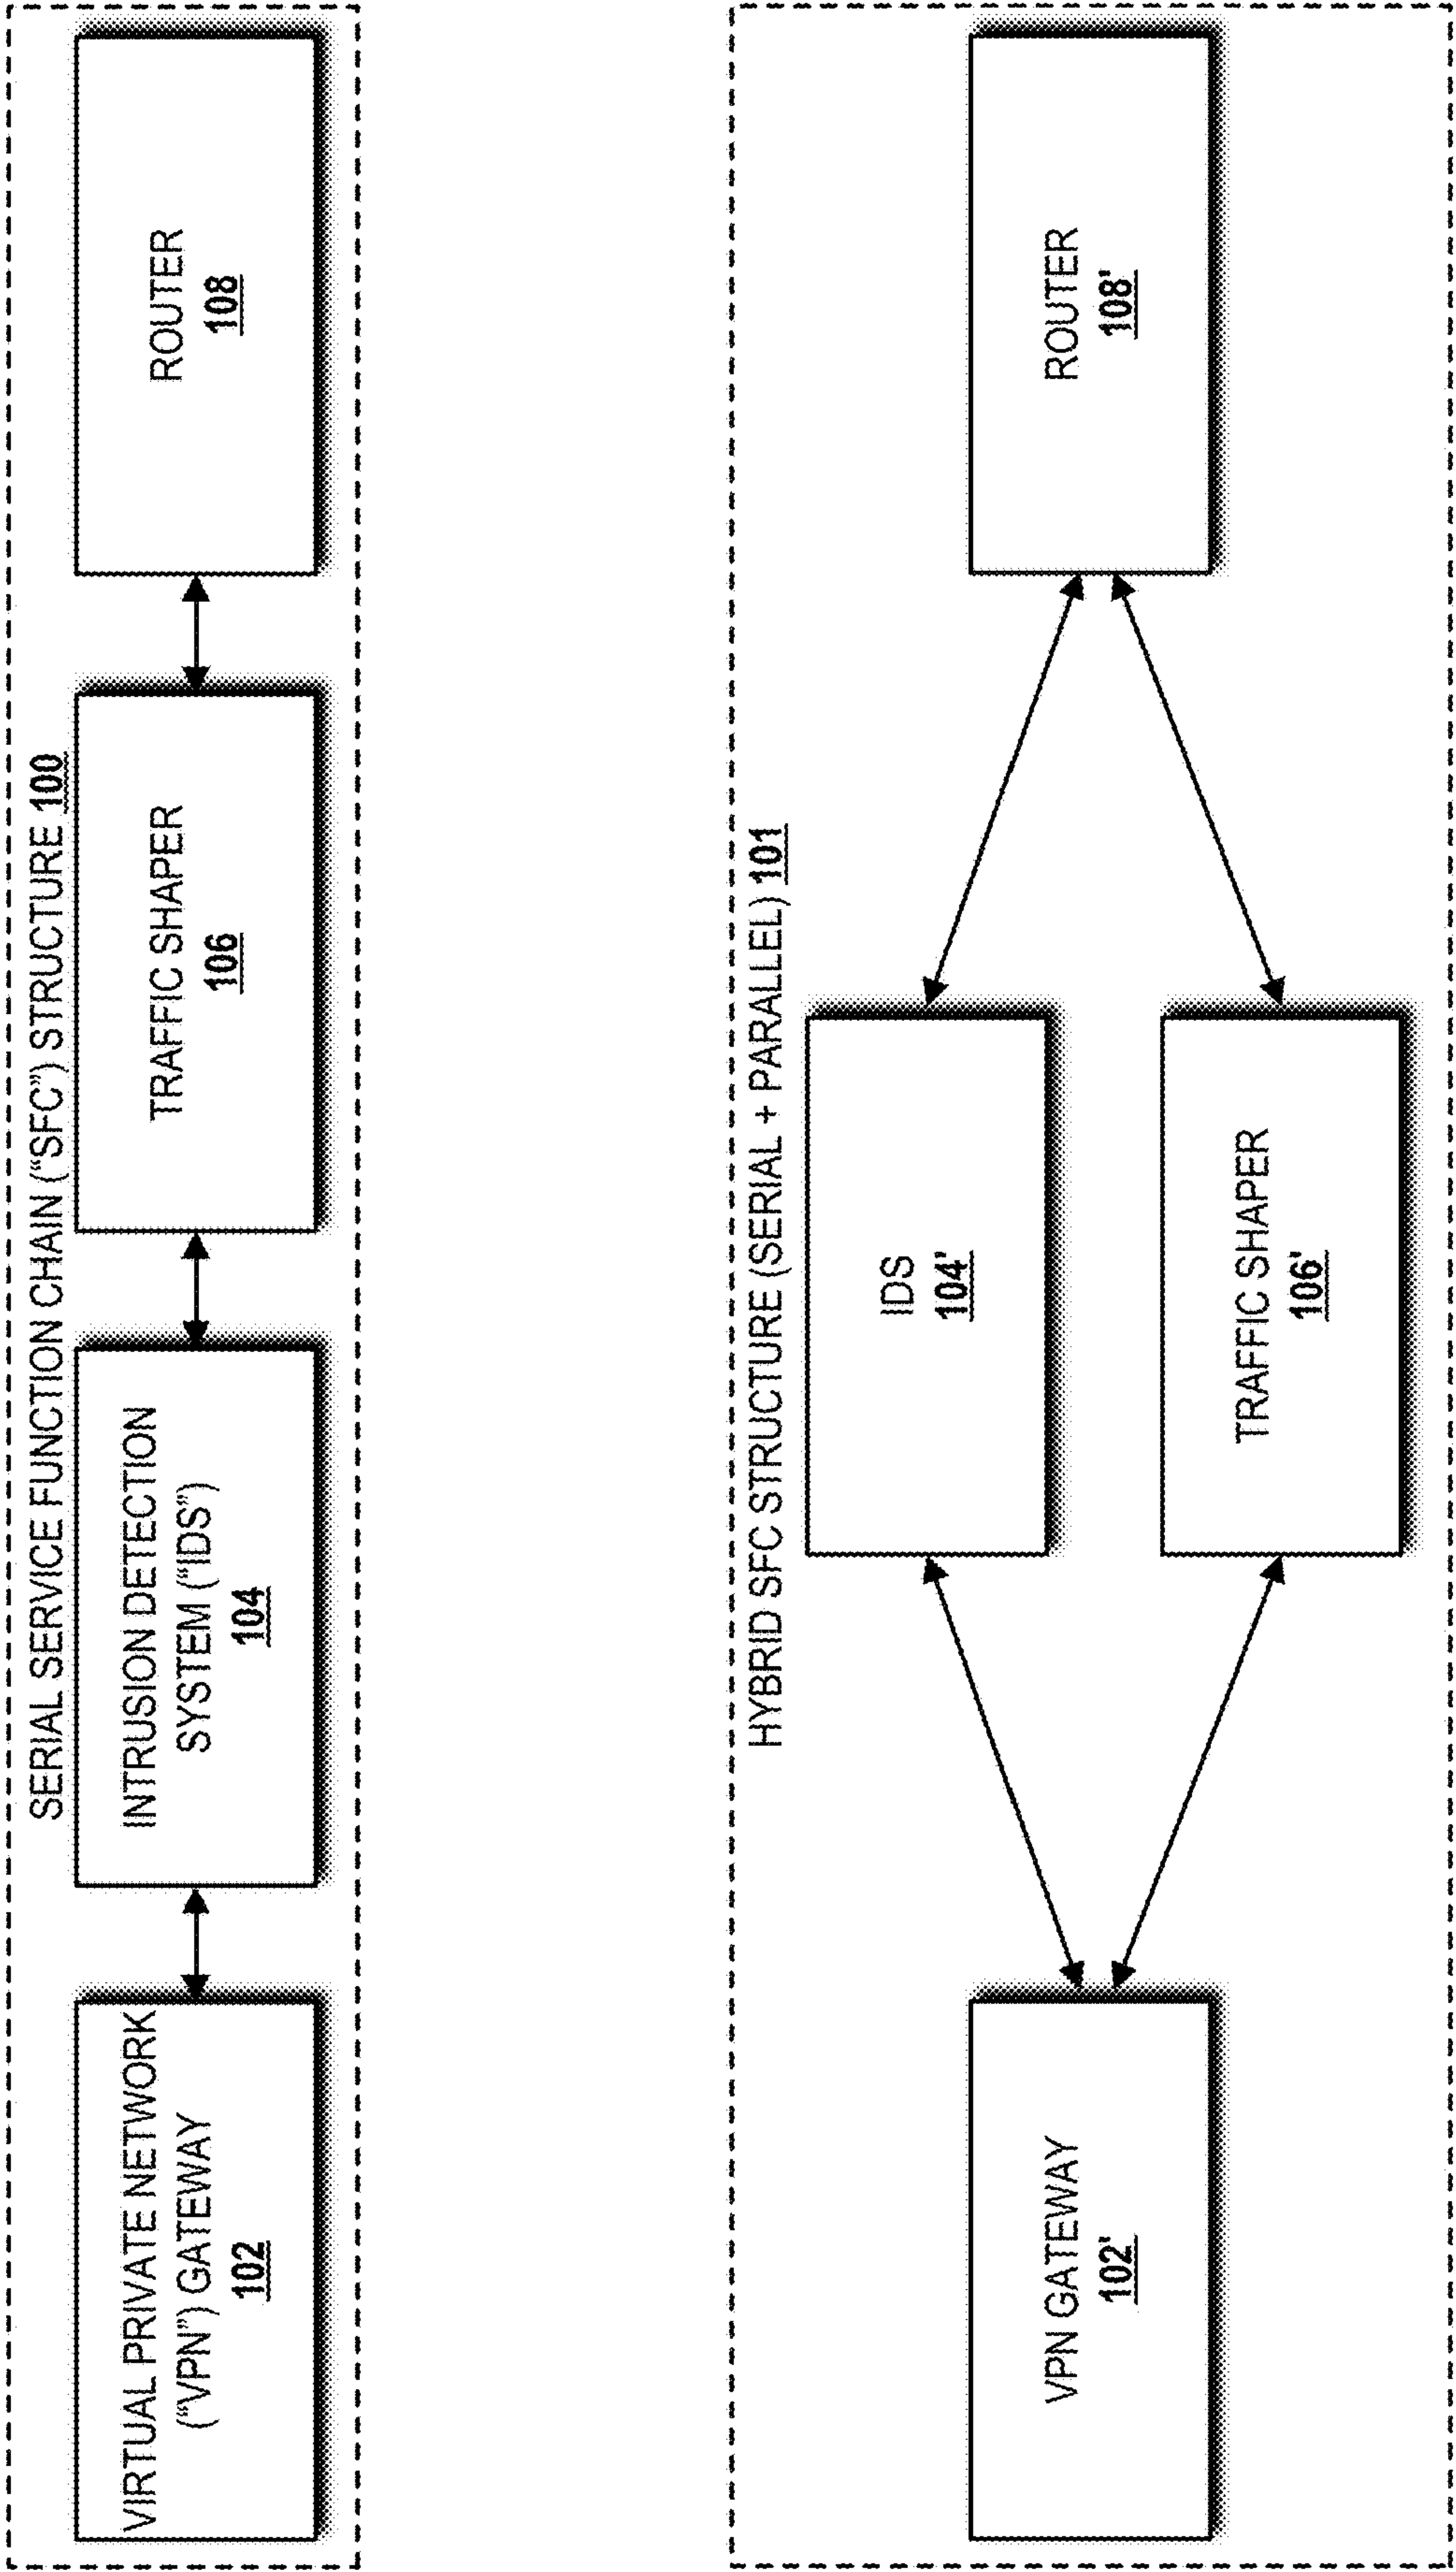 SERIAL SERVICE FUNCTION CHAIN (“SFC”) STRUCTURE 100
VIRTUAL PRIVATE NETWORK
(“VPN”) GATEWAY
102
INTRUSION DETECTION
SYSTEM (“IDS”)
104
TRAFFIC SHAPER
106
ROUTER
108
HYBRID SFC STRUCTURE (SERIAL + PARALLEL) 101
VPN GATEWAY
102'
IDS
104'
TRAFFIC SHAPER
106'
ROUTER
108'